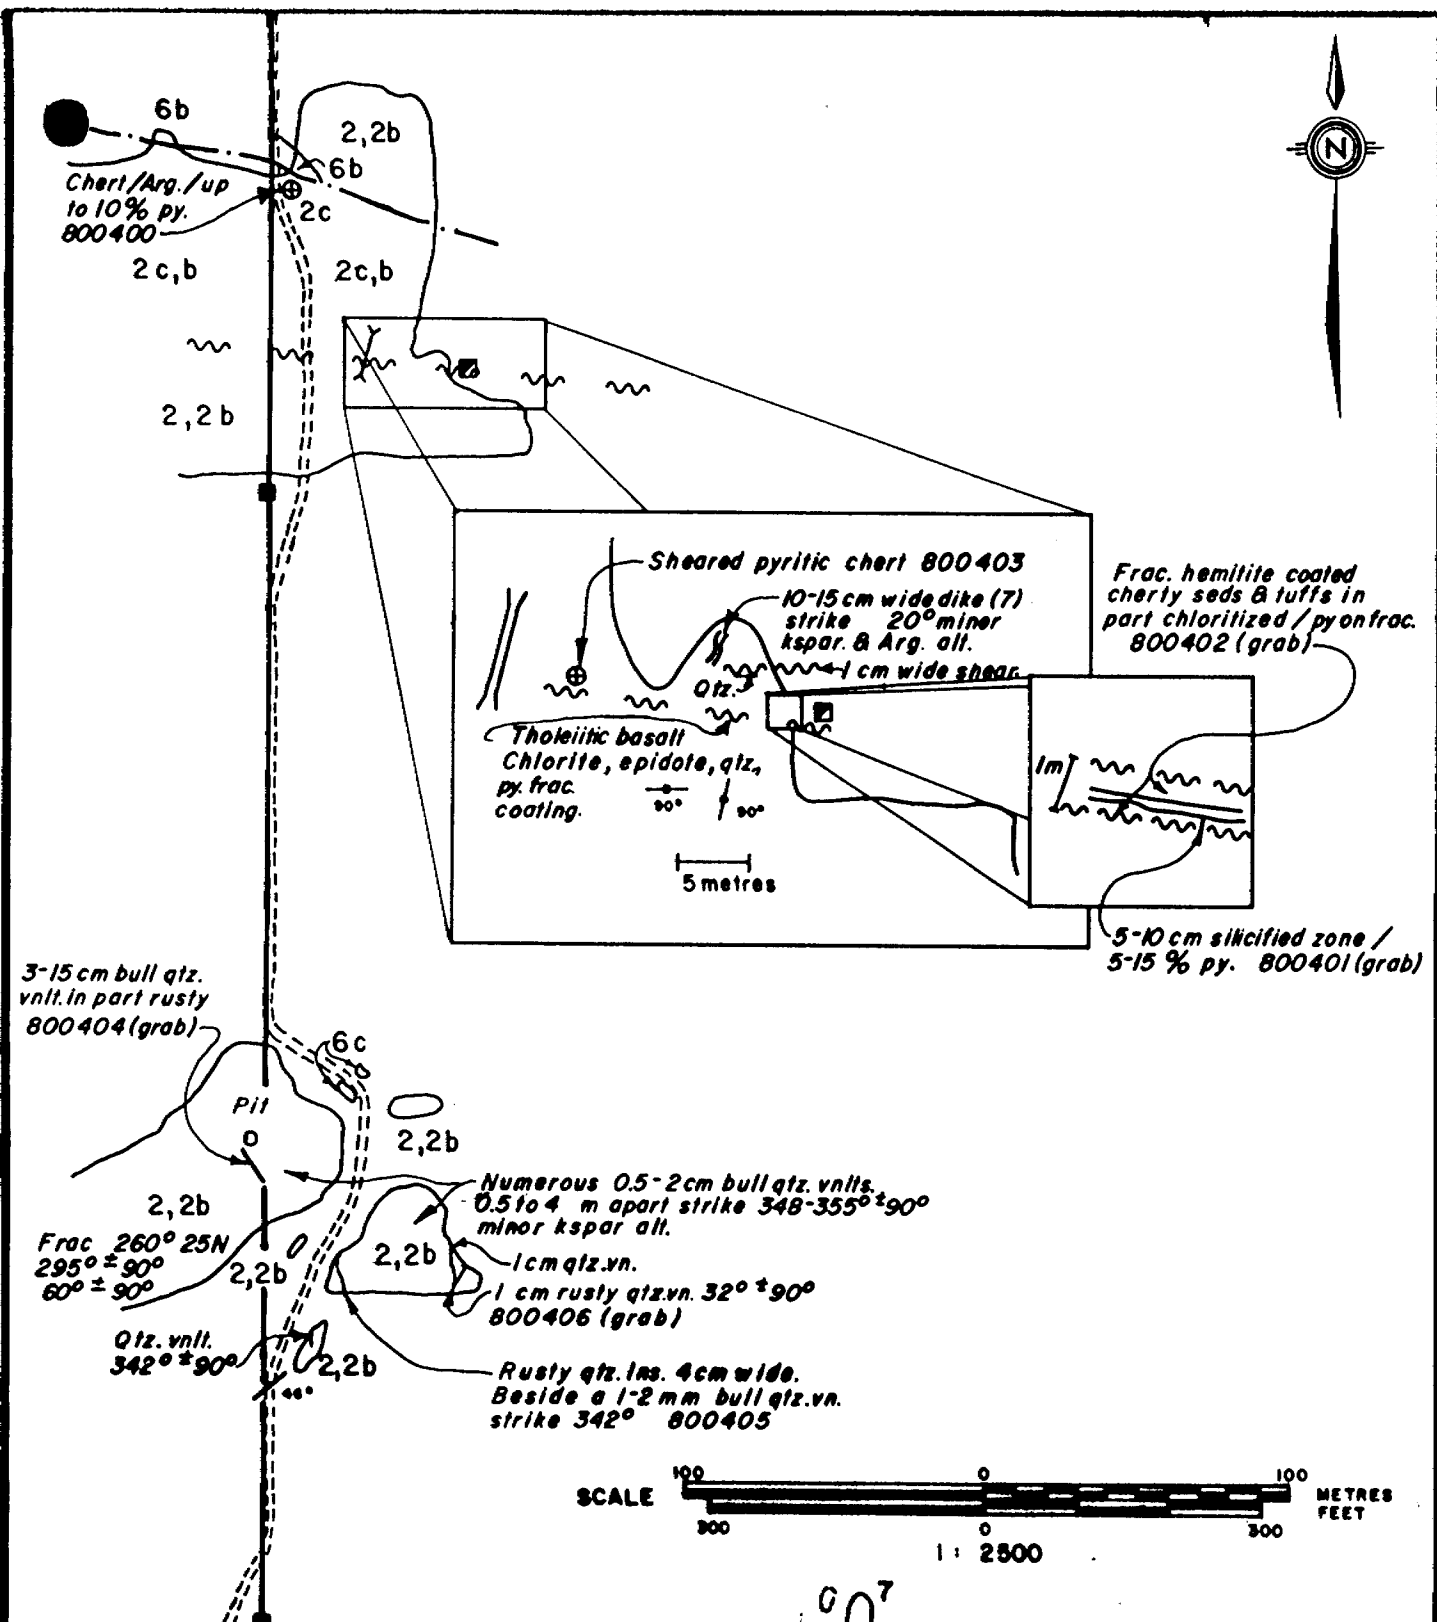 6b
2,2b
6b
Chert/Arg./up
to 10% py.
800400
2c
2c,b
2c,b
N
2,2b
Sheared pyritic chert 800403
10-15cm wide dike (7)
strike 20° minor
kspar. & Arg. alt.
1 cm wide shear.
Qtz.
Tholeiitic basalt
Chlorite, epidote, qtz,
py. frac.
coating.
90°
90°
5 metres
Frac. hemitite coated
cherty seds & tuffs in
part chloritized / py on frac.
800402 (grab)
1m
5-10 cm silicified zone /
5-15 % py. 800401 (grab)
3-15cm bull qtz.
vnlt. in part rusty
800404 (grab)
6c
Pit
2,2b
2,2b
Numerous 0.5-2cm bull qtz. vnlts.
0.5 to 4 m apart strike 348-355° ±90°
minor kspar alt.
Frac 260° 25N
295° ± 90°
60° ± 90°
2,2b
2,2b
1cm qtz.vn.
1 cm rusty qtz.vn. 32° ±90°
800406 (grab)
Qtz. vnlt.
342° ±90°
2,2b
Rusty qtz. lns. 4cm wide.
Beside a 1-2 mm bull qtz.vn.
strike 342° 800405
SCALE
100 0 100
METRES
FEET
300 0 300
1 : 2500